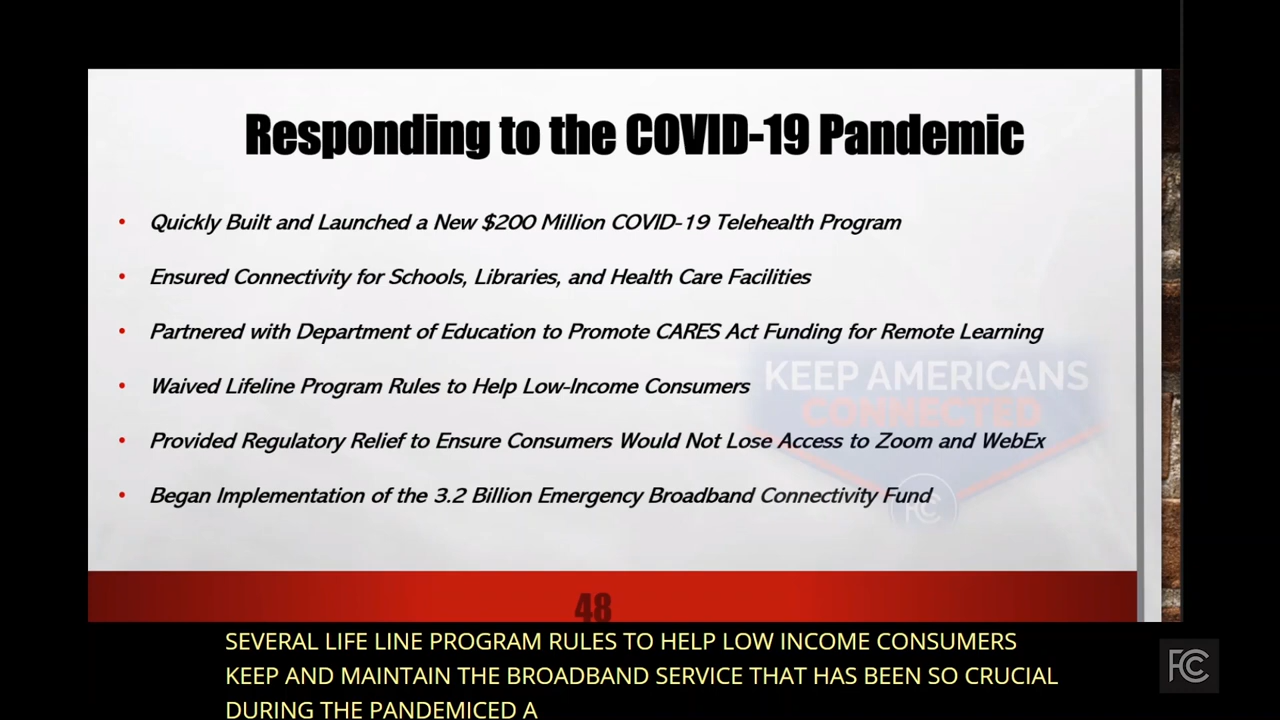 Responding to the COVID-19 Pandemic
• Quickly Built and Launched a New $200 Million COVID-19 Telehealth Program
• Ensured Connectivity for Schools, Libraries, and Health Care Facilities
• Partnered with Department of Education to Promote CARES Act Funding for Remote Learning
• Waived Lifeline Program Rules to Help Low-Income Consumers
KEEP AMERICANS
CONNECTED
• Provided Regulatory Relief to Ensure Consumers Would Not Lose Access to Zoom and WebEx
• Began Implementation of the 3.2 Billion Emergency Broadband Connectivity Fund
FC
48
SEVERAL LIFE LINE PROGRAM RULES TO HELP LOW INCOME CONSUMERS
KEEP AND MAINTAIN THE BROADBAND SERVICE THAT HAS BEEN SO CRUCIAL
DURING THE PANDEMICED A
FCC